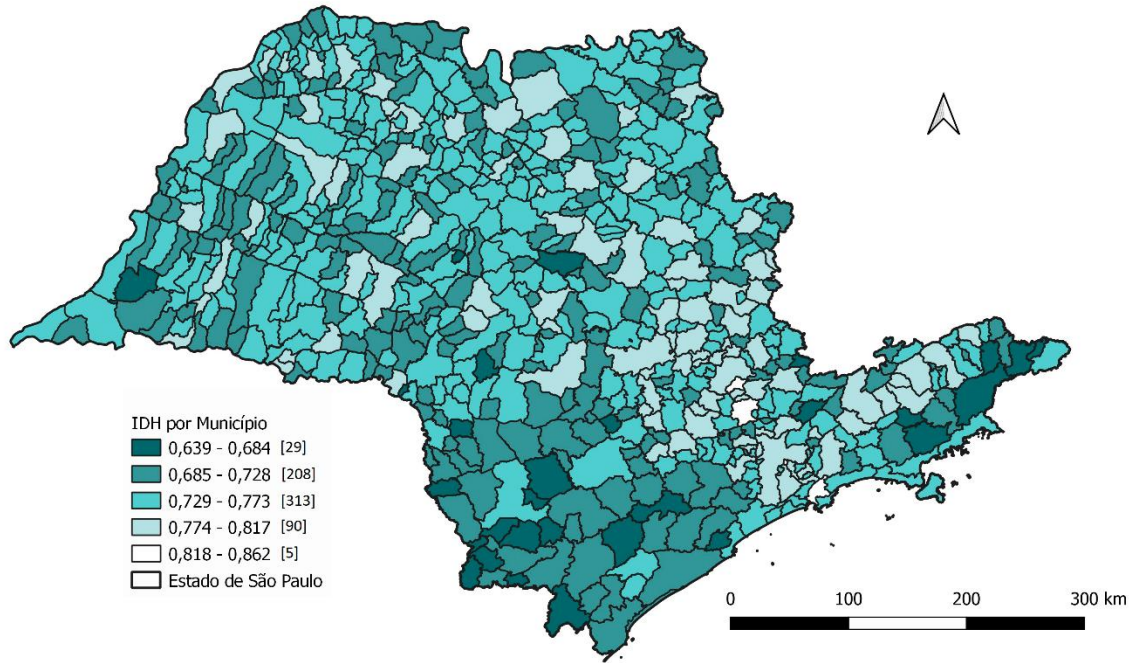 IDH por Município
0,639 - 0,684 [29]
0,685 - 0,728 [208]
0,729 - 0,773 [313]
0,774 - 0,817 [90]
0,818 - 0,862 [5]
Estado de São Paulo
0 100 200 300 km